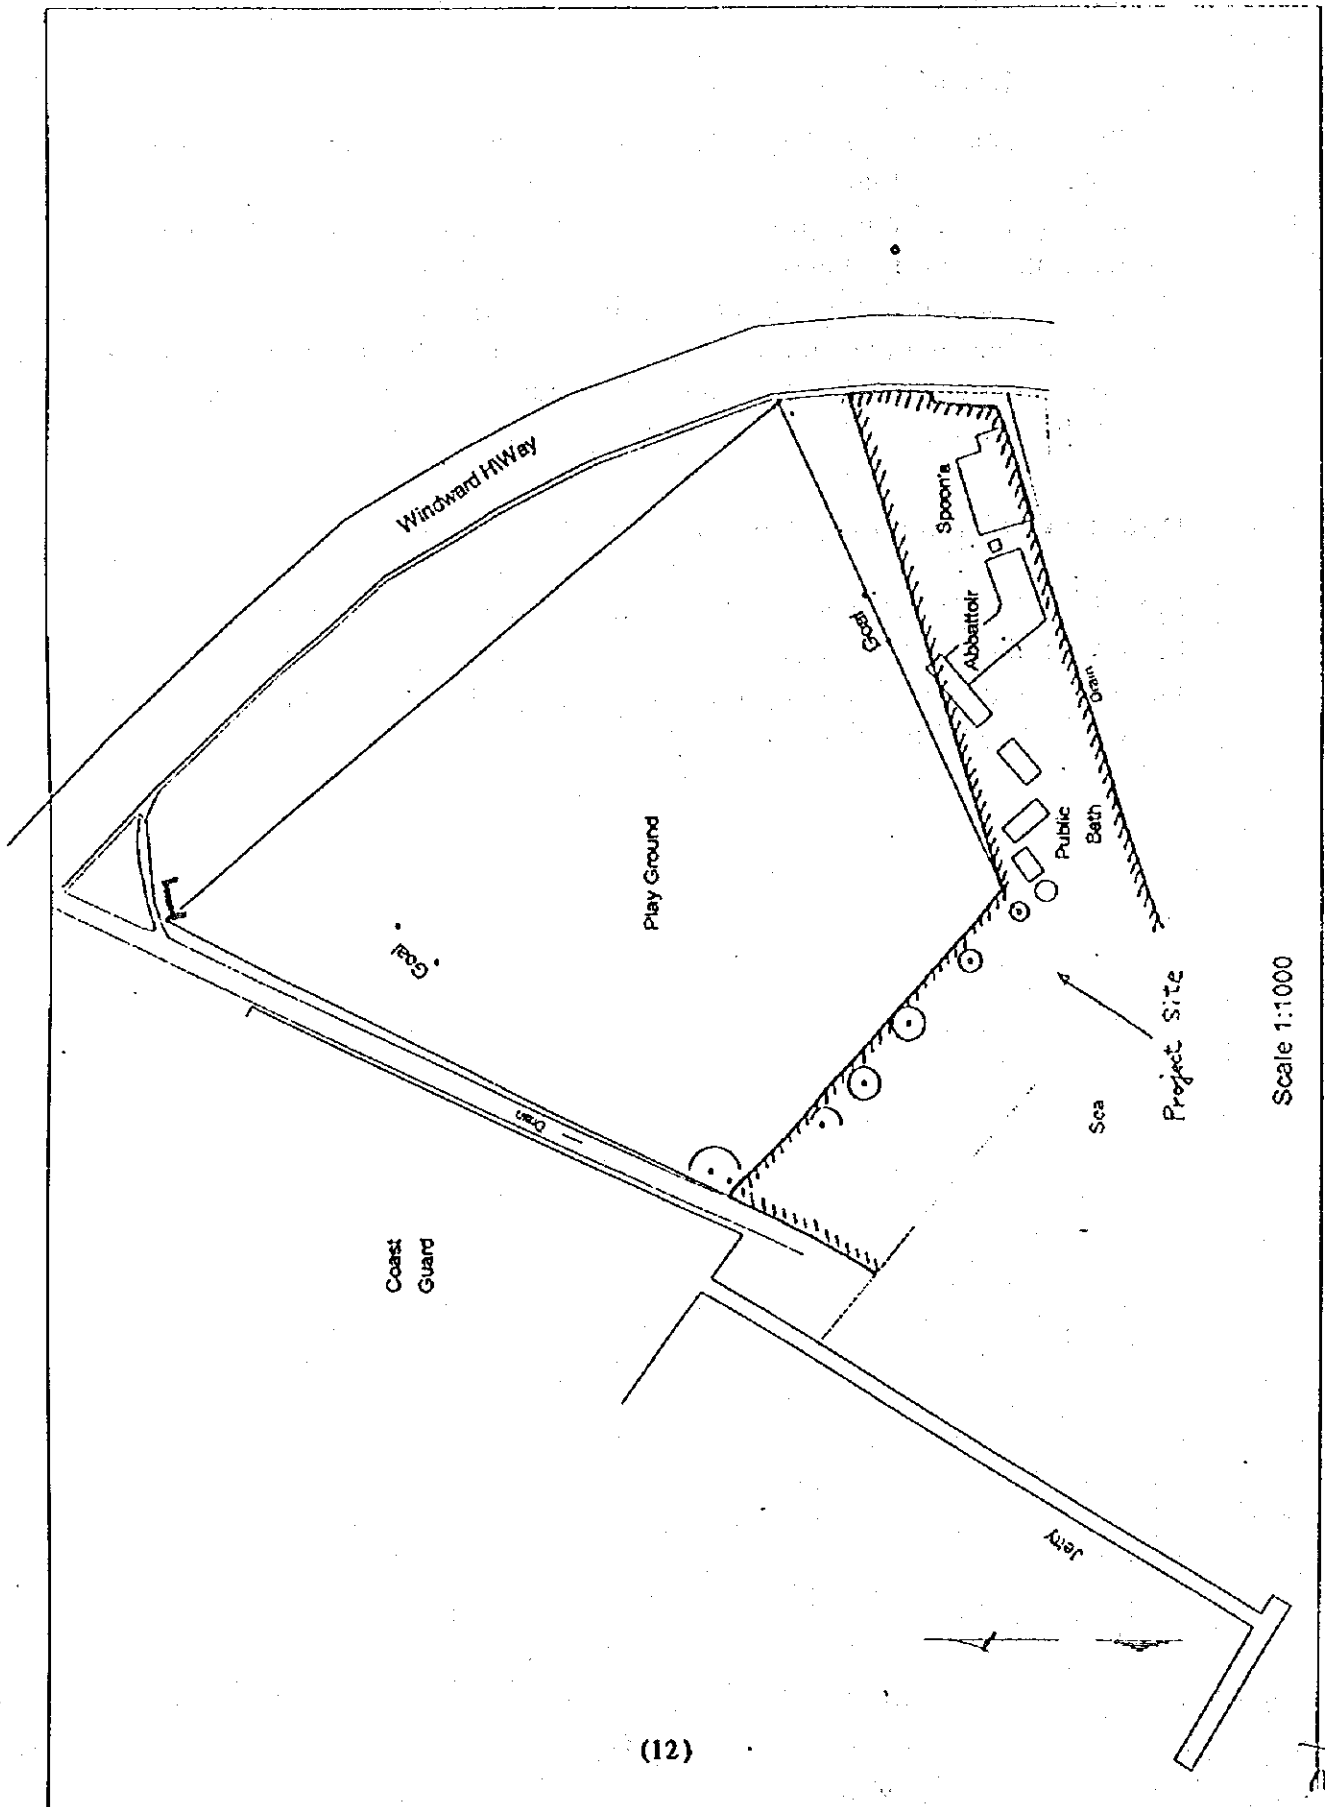 Windward H\Way
Spoon's
Goal
Abbattoir
Drain
Public
Bath
Play Ground
Goal
Drain
Project Site
Sea
Scale 1:1000
Coast
Guard
Jetty
(12)